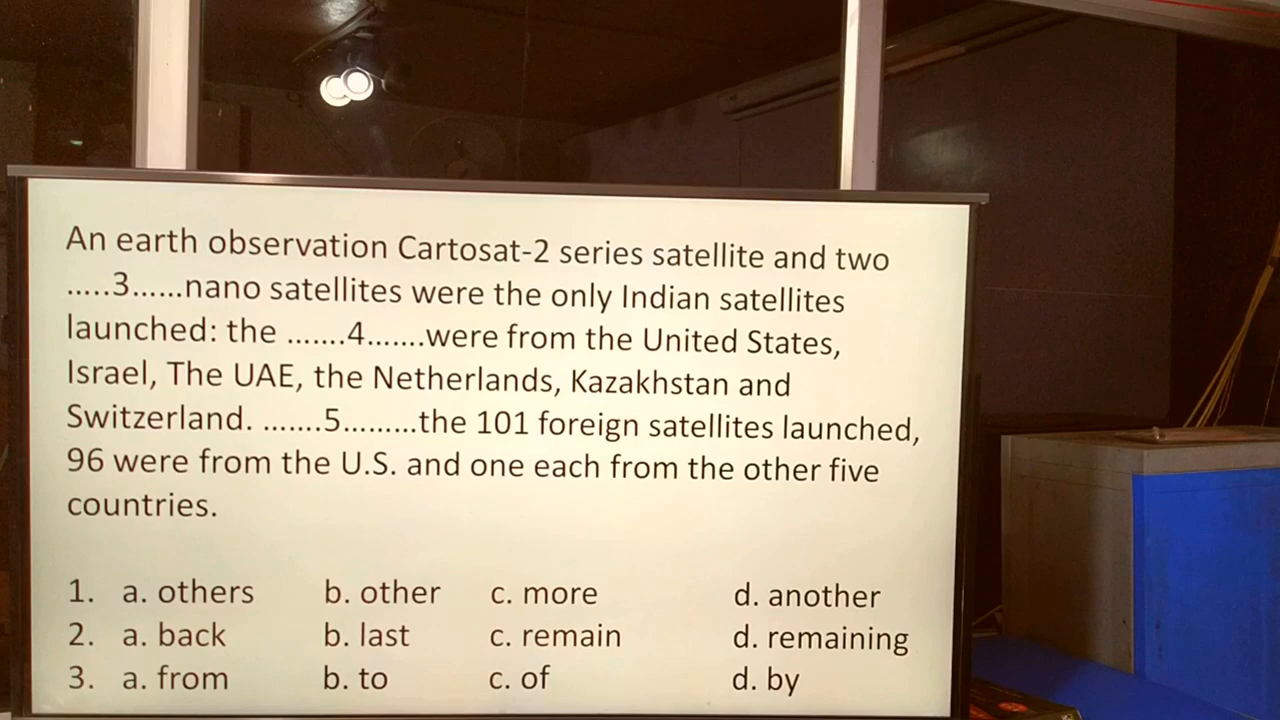 An earth observation Cartosat-2 series satellite and two
.....3......nano satellites were the only Indian satellites
launched: the .......4.......were from the United States,
Israel, The UAE, the Netherlands, Kazakhstan and
Switzerland. .......5.........the 101 foreign satellites launched,
96 were from the U.S. and one each from the other five
countries.
1. a. others b. other c. more d. another
2. a. back b. last c. remain d. remaining
3. a. from b. to c. of d. by